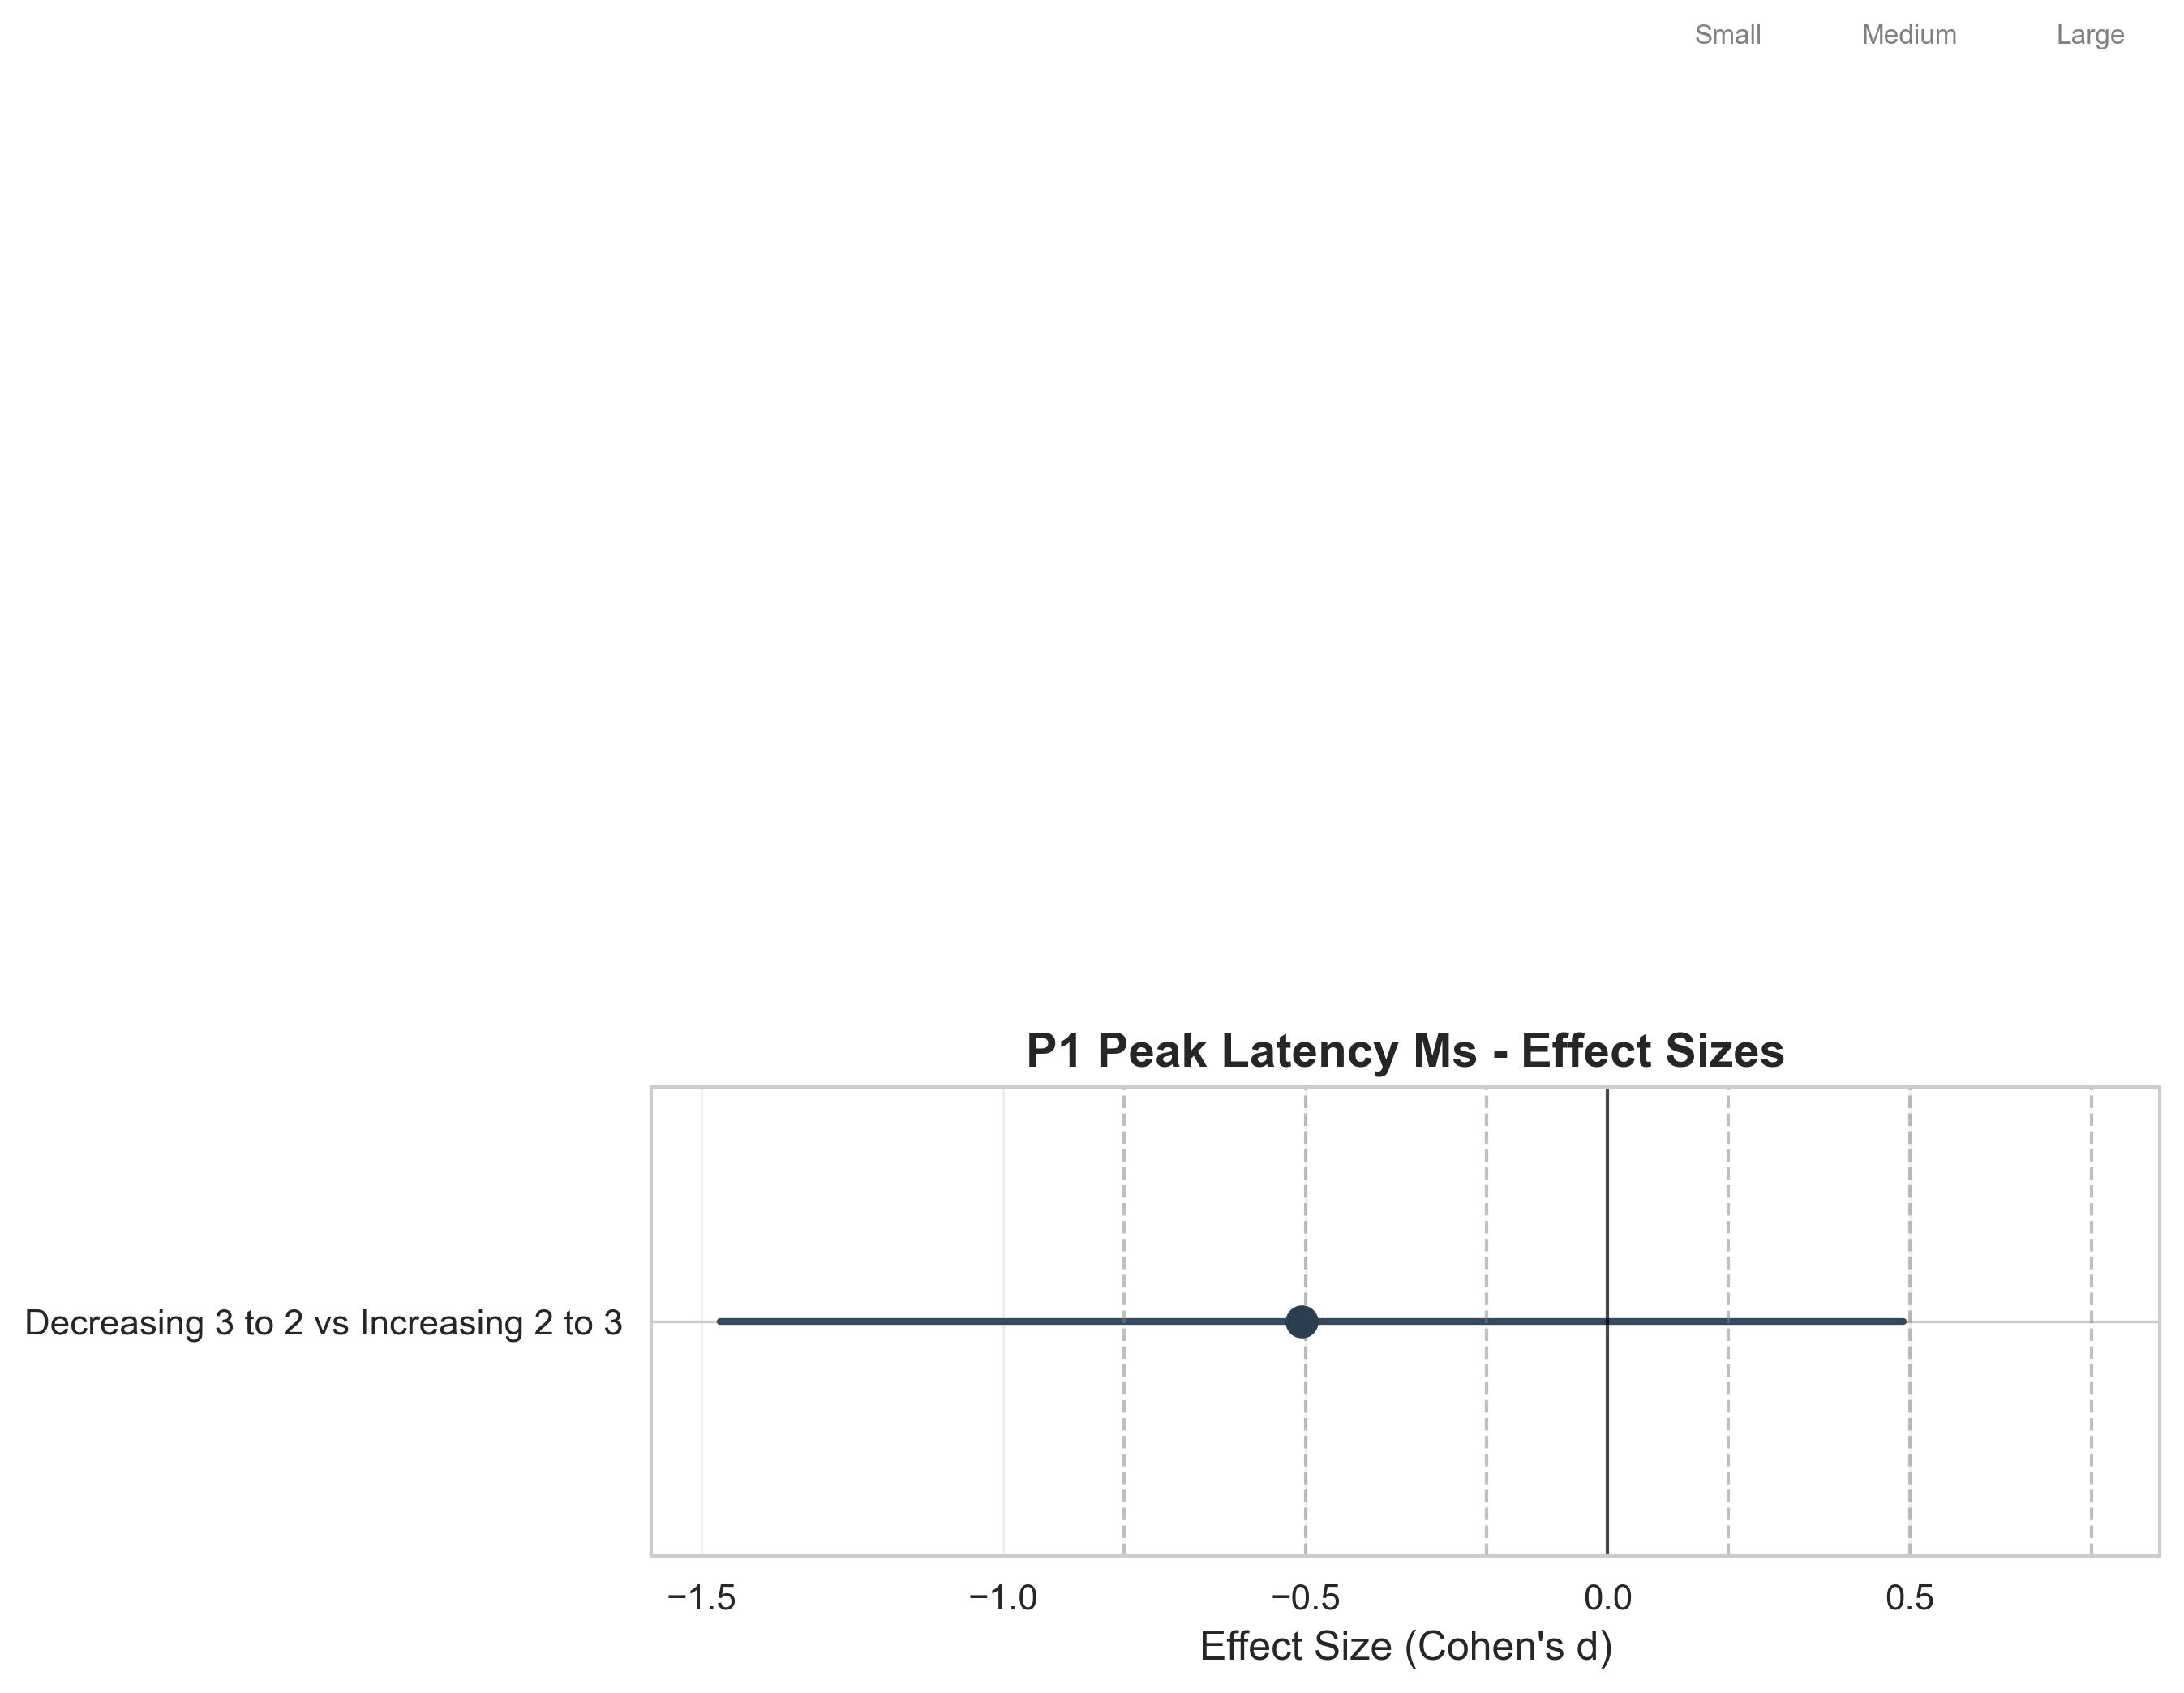 Small Medium Large
P1 Peak Latency Ms - Effect Sizes
Decreasing 3 to 2 vs Increasing 2 to 3
−1.5 −1.0 −0.5 0.0 0.5
Effect Size (Cohen's d)